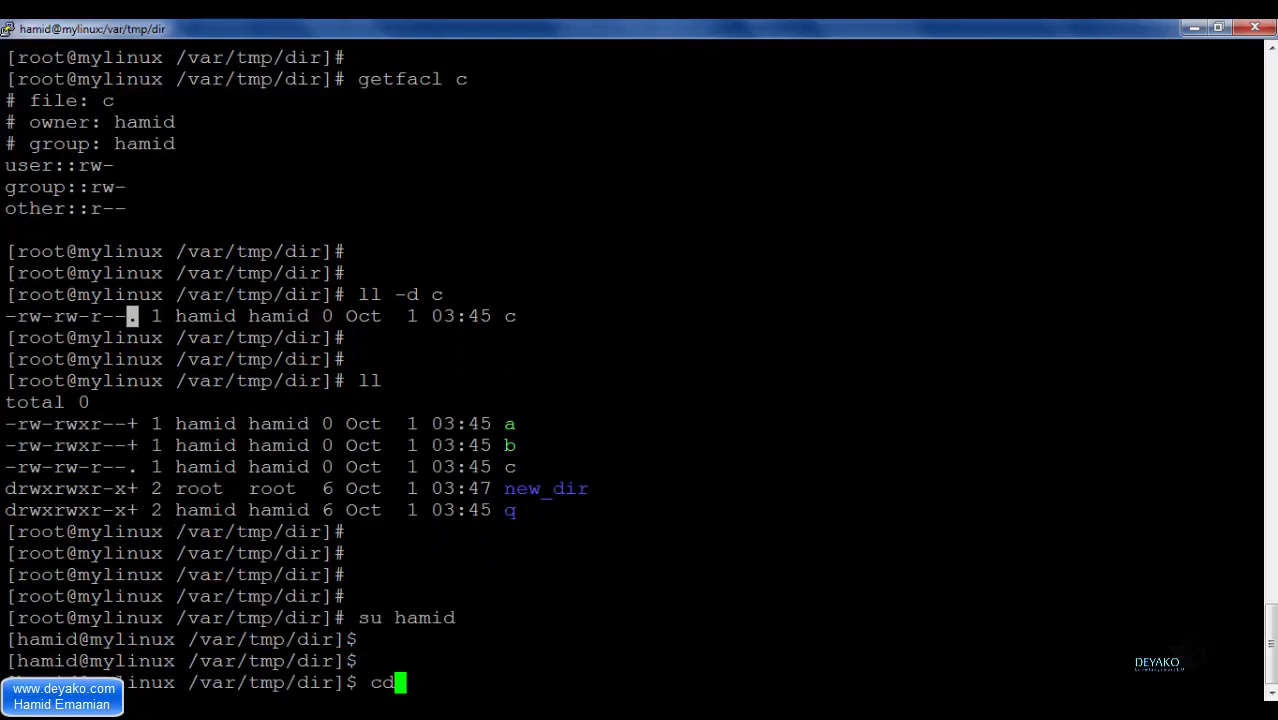 hamid@mylinux:/var/tmp/dir
[root@mylinux /var/tmp/dir]#
[root@mylinux /var/tmp/dir]# getfacl c
# file: c
# owner: hamid
# group: hamid
user::rw-
group::rw-
other::r--
[root@mylinux /var/tmp/dir]#
[root@mylinux /var/tmp/dir]#
[root@mylinux /var/tmp/dir]# ll -d c
-rw-rw-r--. 1 hamid hamid 0 Oct  1 03:45 c
[root@mylinux /var/tmp/dir]#
[root@mylinux /var/tmp/dir]#
[root@mylinux /var/tmp/dir]# ll
total 0
-rw-rwxr--+ 1 hamid hamid 0 Oct  1 03:45 a
-rw-rwxr--+ 1 hamid hamid 0 Oct  1 03:45 b
-rw-rw-r--. 1 hamid hamid 0 Oct  1 03:45 c
drwxrwxr-x+ 2 root  root  6 Oct  1 03:47 new_dir
drwxrwxr-x+ 2 hamid hamid 6 Oct  1 03:45 q
[root@mylinux /var/tmp/dir]#
[root@mylinux /var/tmp/dir]#
[root@mylinux /var/tmp/dir]#
[root@mylinux /var/tmp/dir]#
[root@mylinux /var/tmp/dir]# su hamid
[hamid@mylinux /var/tmp/dir]$
[hamid@mylinux /var/tmp/dir]$
mylinux /var/tmp/dir]$ cd
www.deyako.com
Hamid Emamian
DEYAKO